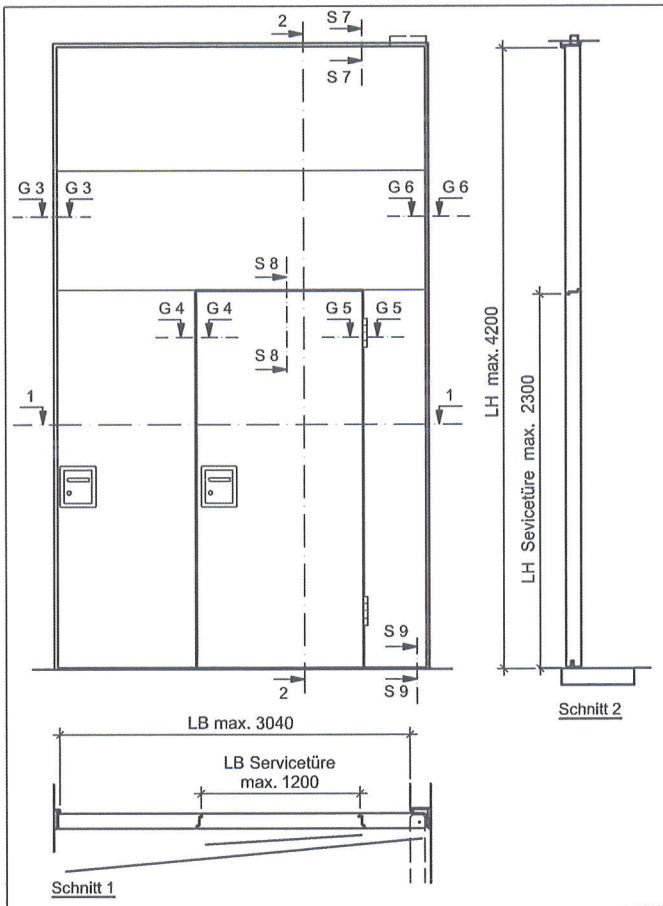 2
S 7
S 7
G 3 G 3
G 6 G 6
S 8
G 4 G 4
G 5 G 5
S 8
1
1
S 9
2
S 9
LH max. 4200
LH Sevicetüre max. 2300
Schnitt 2
LB max. 3040
LB Servicetüre
max. 1200
Schnitt 1